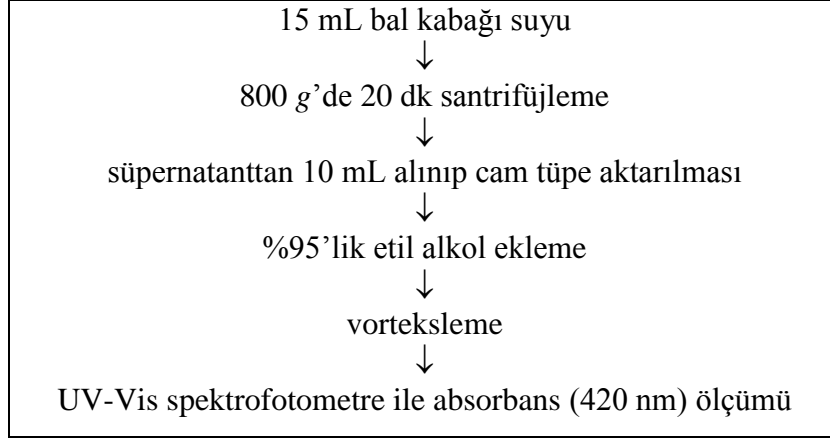 15 mL bal kabağı suyu
↓
800 g’de 20 dk santrifüjleme
↓
süpernatanttan 10 mL alınıp cam tüpe aktarılması
↓
%95’lik etil alkol ekleme
↓
vorteksleme
↓
UV-Vis spektrofotometre ile absorbans (420 nm) ölçümü